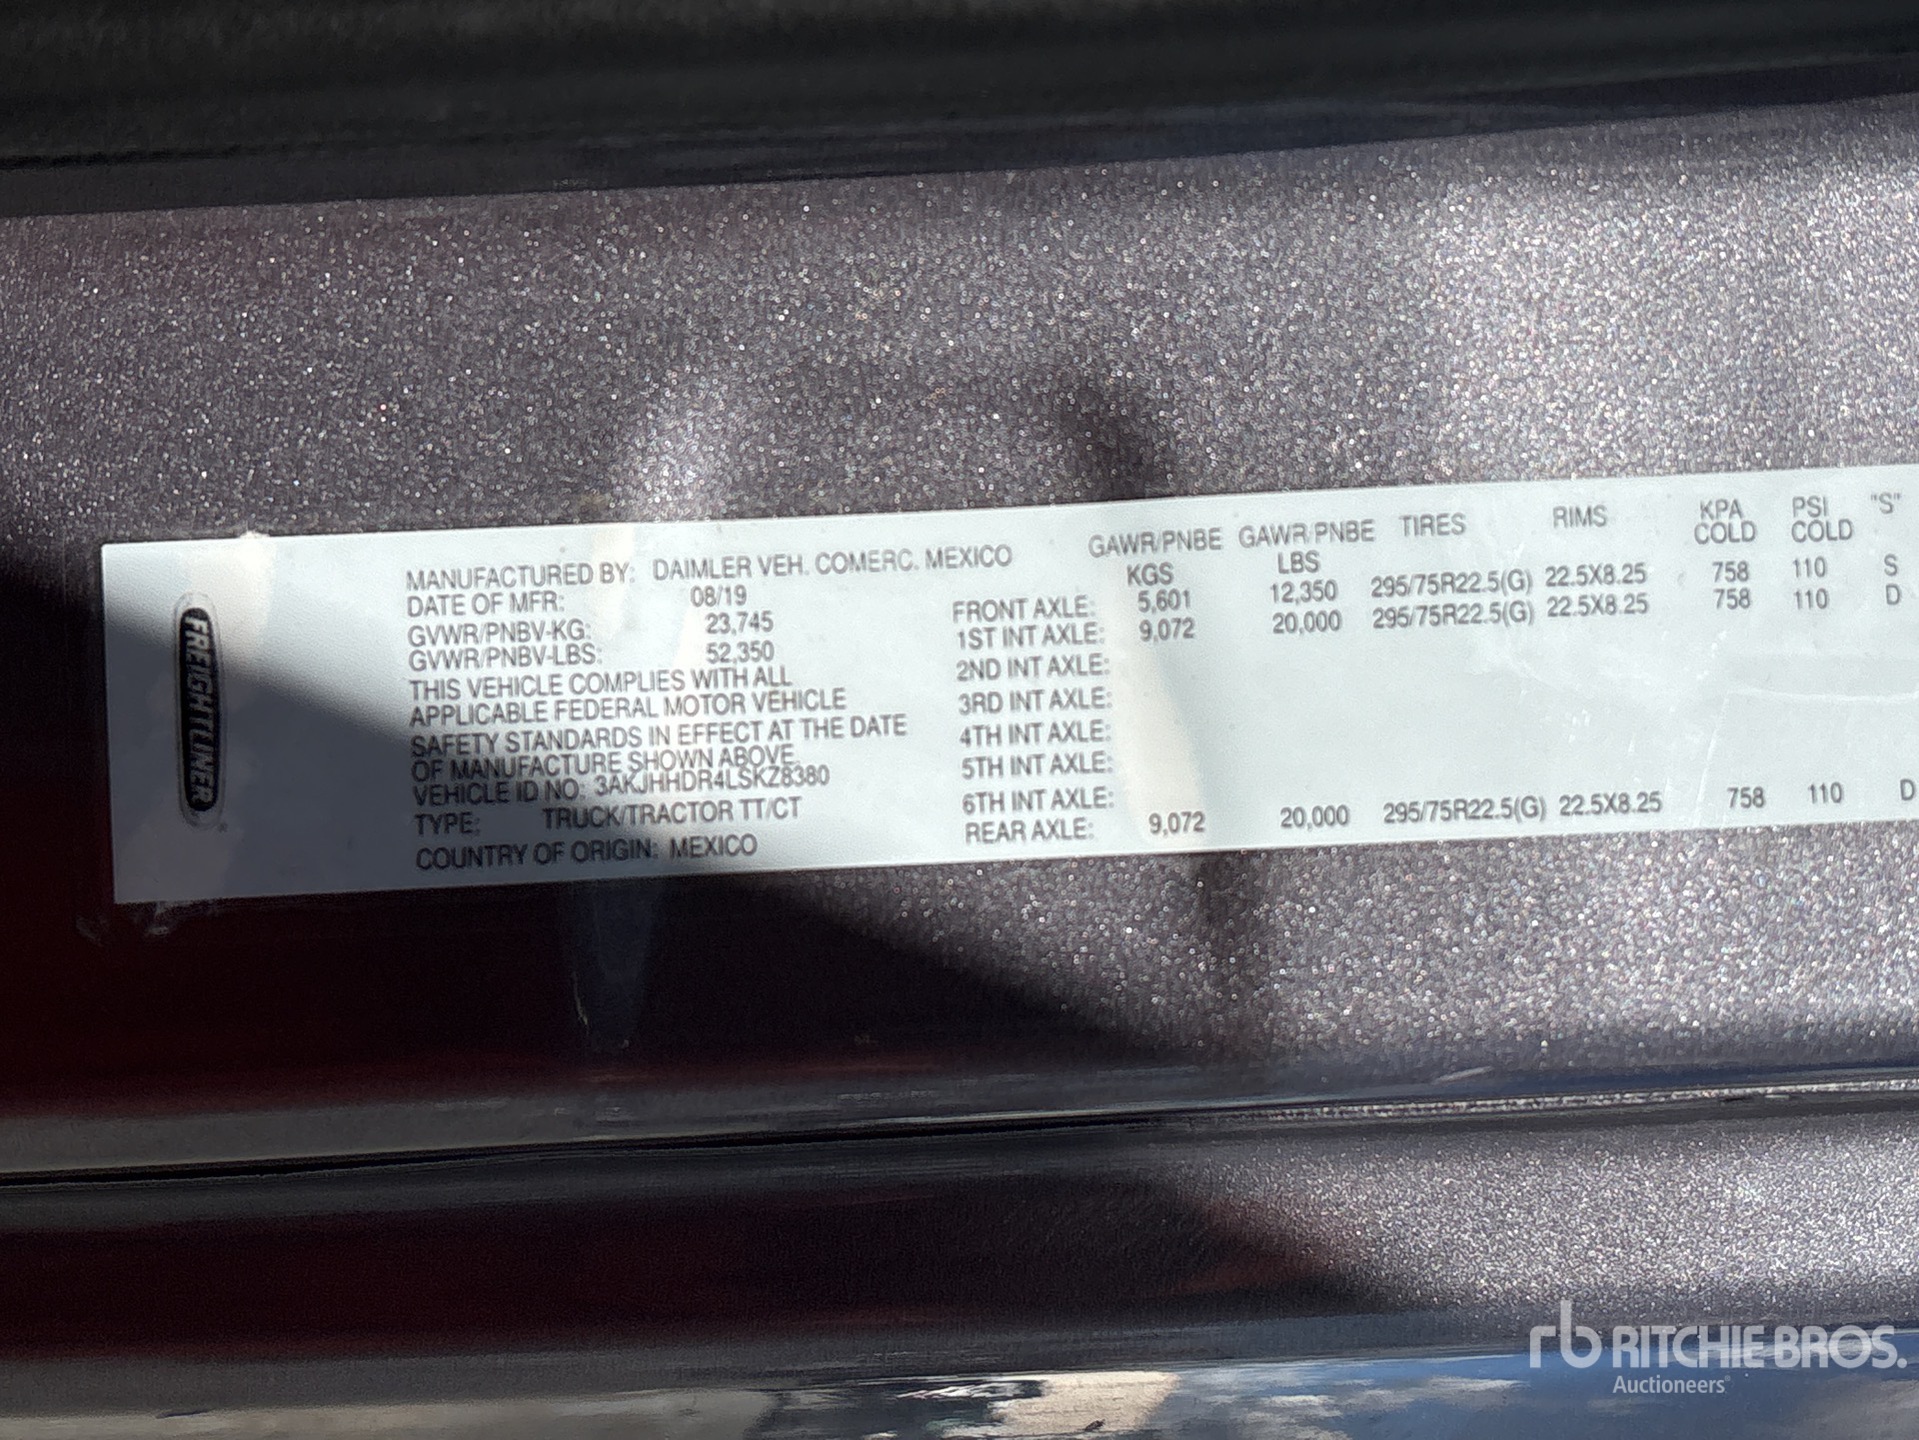 FREIGHTLINER
MANUFACTURED BY: DAIMLER VEH. COMERC. MEXICO
DATE OF MFR: 08/19
GVWR/PNBV-KG: 23,745
GVWR/PNBV-LBS: 52,350
THIS VEHICLE COMPLIES WITH ALL
APPLICABLE FEDERAL MOTOR VEHICLE
SAFETY STANDARDS IN EFFECT AT THE DATE
OF MANUFACTURE SHOWN ABOVE.
VEHICLE ID NO: 3AKJHHDR4LSKZ8380
TYPE: TRUCK/TRACTOR TT/CT
COUNTRY OF ORIGIN: MEXICO
GAWR/PNBE GAWR/PNBE TIRES RIMS KPA PSI "S"
KGS LBS COLD COLD
FRONT AXLE: 5,601 12,350 295/75R22.5(G) 22.5X8.25 758 110 S
1ST INT AXLE: 9,072 20,000 295/75R22.5(G) 22.5X8.25 758 110 D
2ND INT AXLE:
3RD INT AXLE:
4TH INT AXLE:
5TH INT AXLE:
6TH INT AXLE:
REAR AXLE: 9,072 20,000 295/75R22.5(G) 22.5X8.25 758 110 D
rb RITCHIE BROS.
Auctioneers